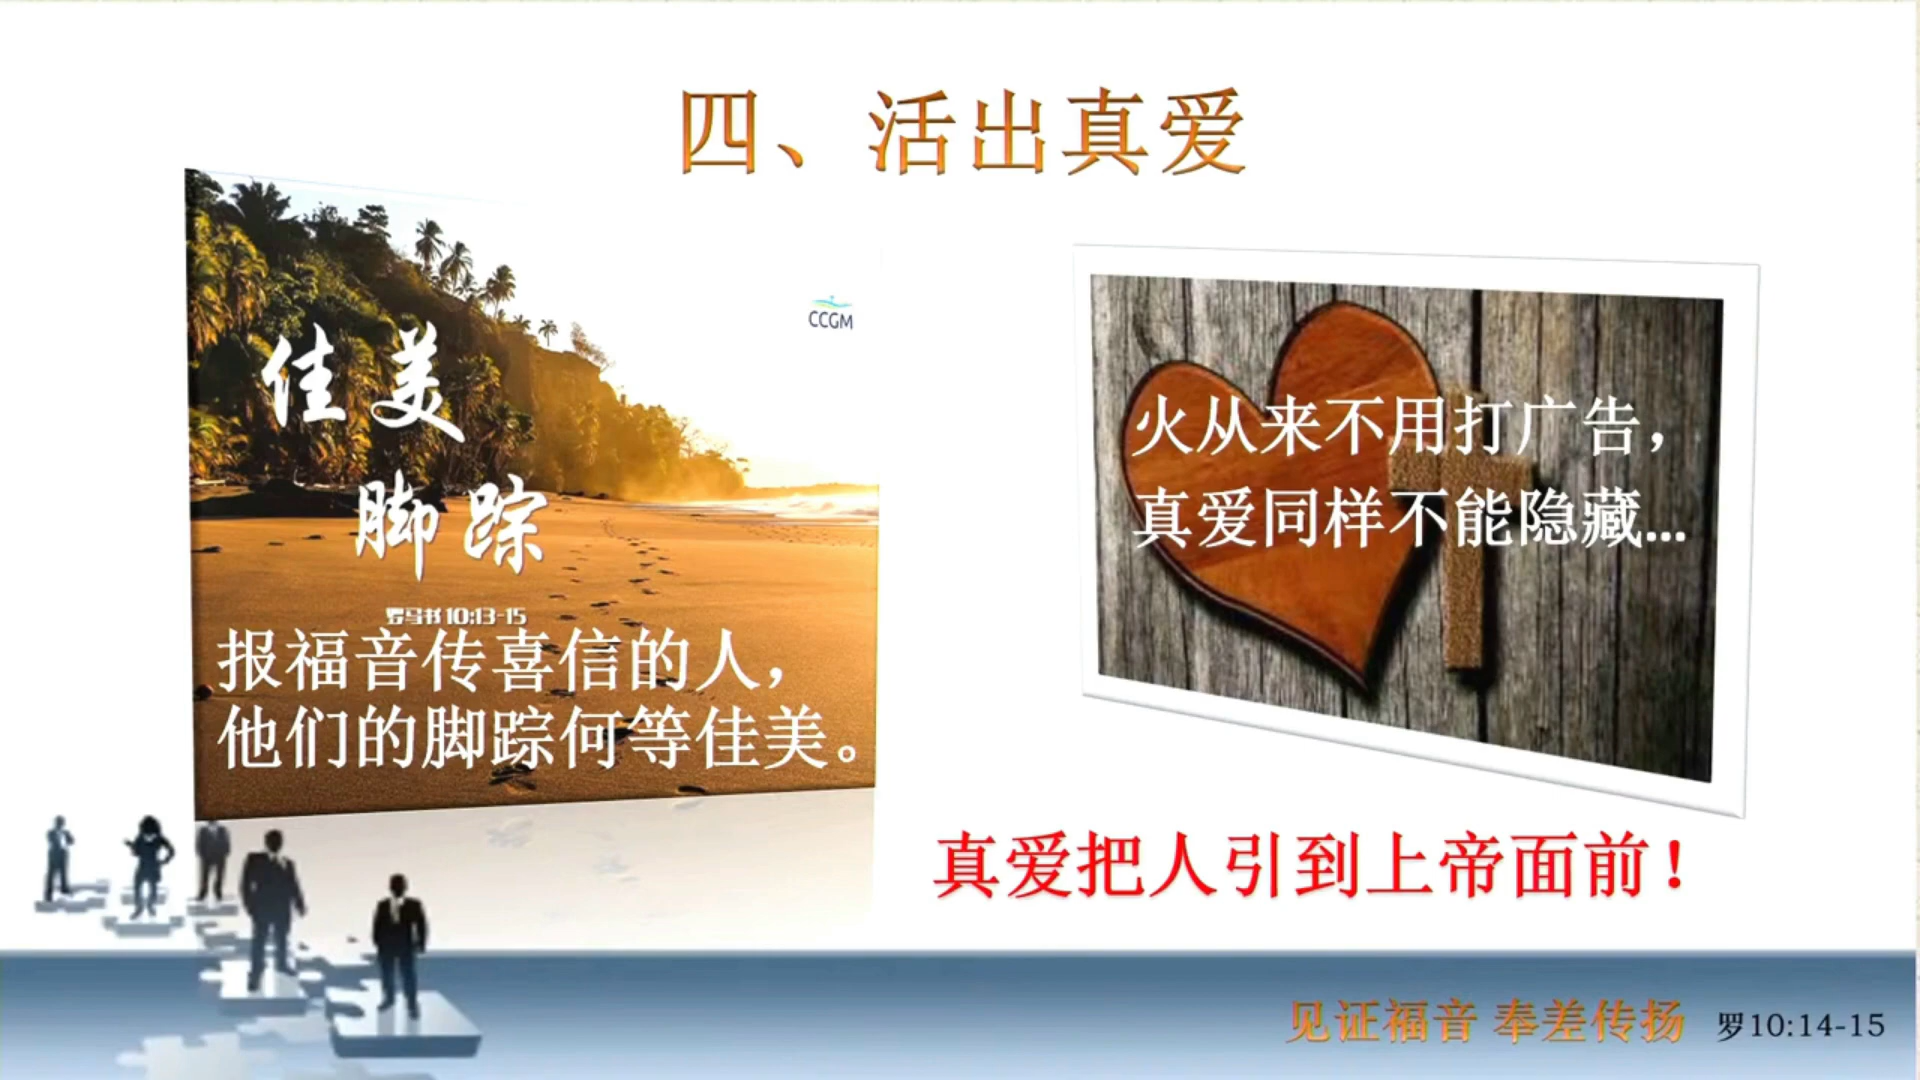 四、活出真爱
CCGM
佳美
脚踪
罗马书 10:13-15
报福音传喜信的人，
他们的脚踪何等佳美。
火从来不用打广告，
真爱同样不能隐藏...
真爱把人引到上帝面前！
见证福音 奉差传扬 罗10:14-15